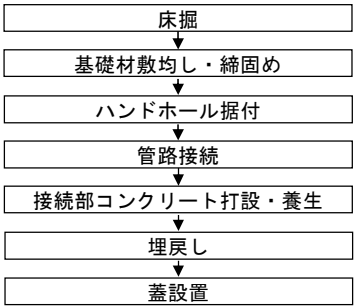 床掘
基礎材敷均し・締固め
ハンドホール据付
管路接続
接続部コンクリート打設・養生
埋戻し
蓋設置